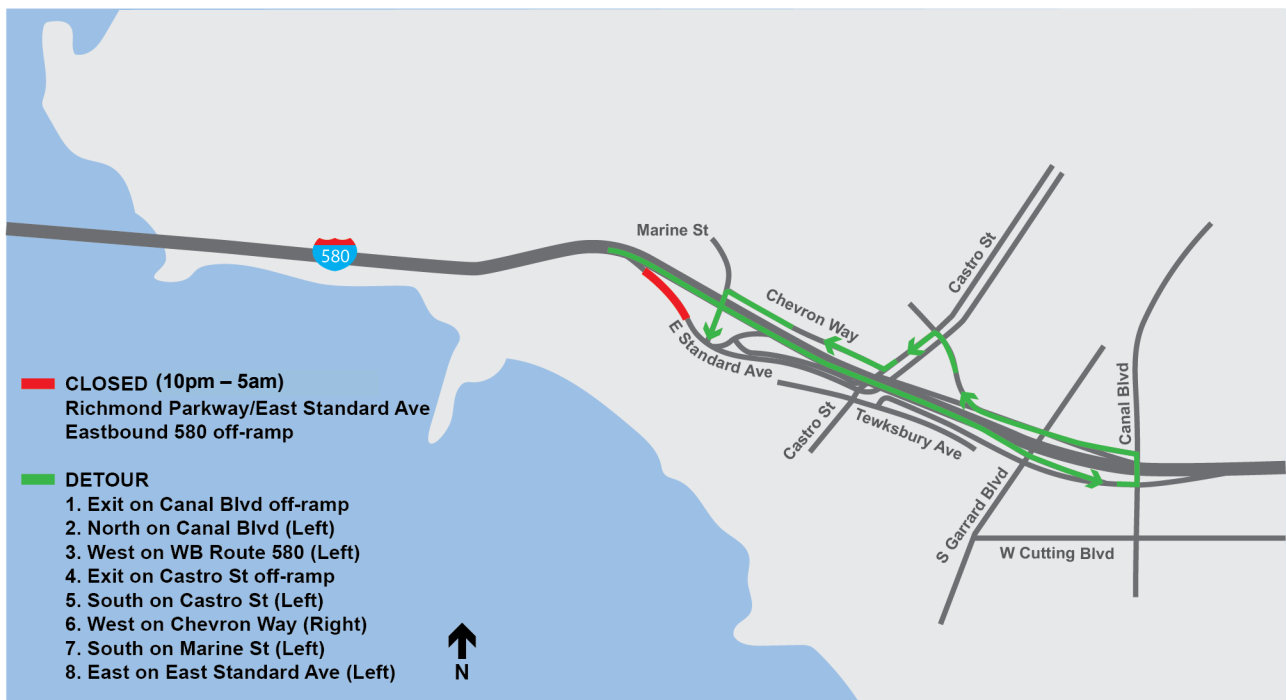 Marine St
580
Castro St
Chevron Way
E Standard Ave
Canal Blvd
CLOSED (10pm – 5am)
Richmond Parkway/East Standard Ave
Eastbound 580 off-ramp
Castro St
Tewksbury Ave
DETOUR
1. Exit on Canal Blvd off-ramp
2. North on Canal Blvd (Left)
3. West on WB Route 580 (Left)
4. Exit on Castro St off-ramp
5. South on Castro St (Left)
6. West on Chevron Way (Right)
7. South on Marine St (Left)
8. East on East Standard Ave (Left)
S Garrard Blvd
W Cutting Blvd
N